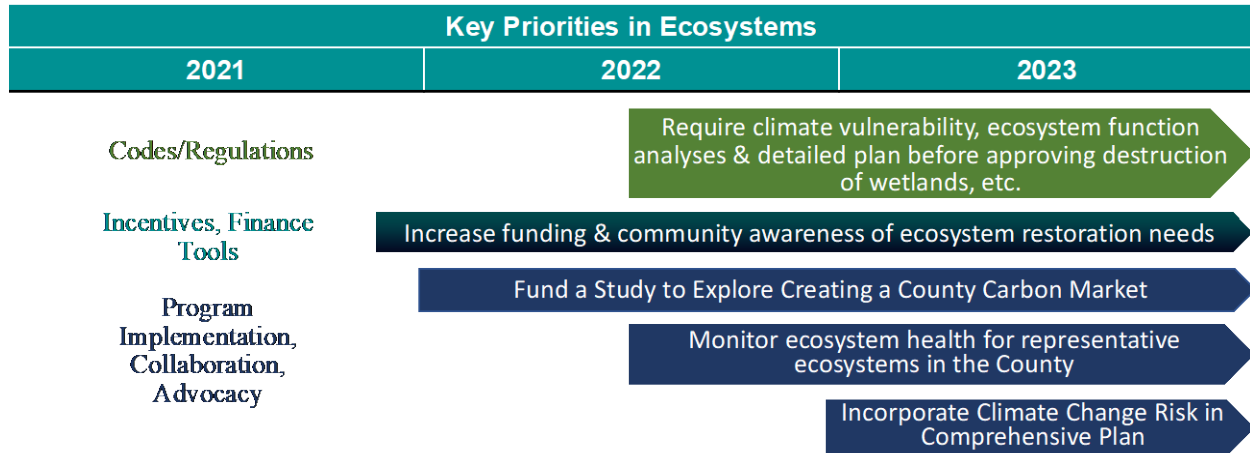 Key Priorities in Ecosystems
2021
2022
2023
Codes/Regulations
Require climate vulnerability, ecosystem function
analyses & detailed plan before approving destruction
of wetlands, etc.
Incentives, Finance
Tools
Increase funding & community awareness of ecosystem restoration needs
Program
Implementation,
Collaboration,
Advocacy
Fund a Study to Explore Creating a County Carbon Market
Monitor ecosystem health for representative
ecosystems in the County
Incorporate Climate Change Risk in
Comprehensive Plan